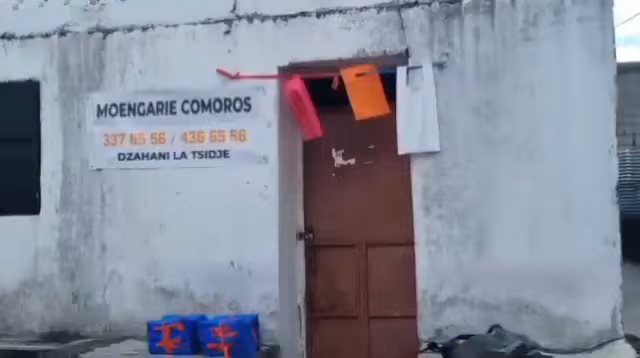 MOENGARIE COMOROS
337 65 56 / 436 65 56
DZAHANI LA TSIDJE